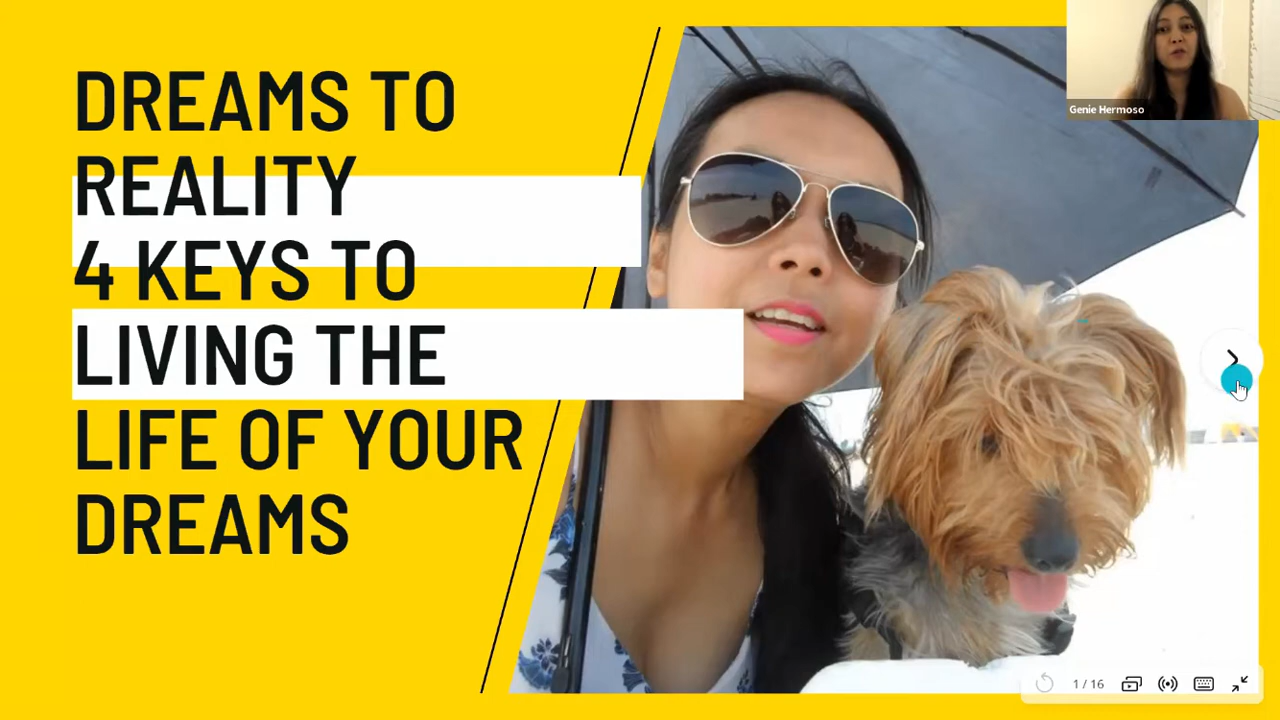 DREAMS TO
REALITY
4 KEYS TO
LIVING THE
LIFE OF YOUR
DREAMS
Genie Hermoso
1 / 16